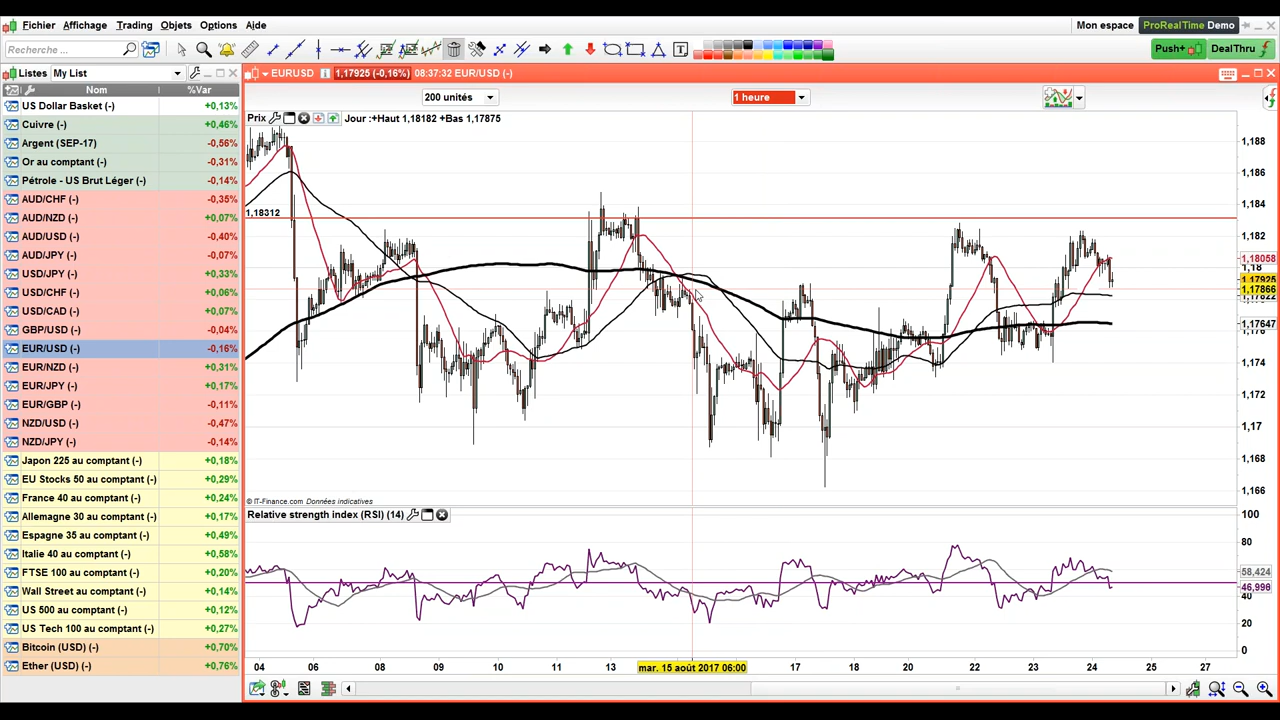 Fichier Affichage Trading Objets Options Aide Mon espace ProRealTime Demo
Recherche ... T Push+ DealThru
Listes My List EURUSD 1,17925 (-0,16%) 08:37:32 EUR/USD (-)
Nom %Var 200 unités 1 heure
US Dollar Basket (-) +0,13%
Cuivre (-) +0,46%
Argent (SEP-17) -0,56%
Or au comptant (-) -0,31%
Pétrole - US Brut Léger (-) -0,14%
AUD/CHF (-) -0,35%
AUD/NZD (-) +0,07%
AUD/USD (-) -0,40%
AUD/JPY (-) -0,07%
USD/JPY (-) +0,33%
USD/CHF (-) +0,06%
USD/CAD (-) +0,07%
GBP/USD (-) -0,04%
EUR/USD (-) -0,16%
EUR/NZD (-) +0,31%
EUR/JPY (-) +0,17%
EUR/GBP (-) -0,11%
NZD/USD (-) -0,47%
NZD/JPY (-) -0,14%
Japon 225 au comptant (-) +0,18%
EU Stocks 50 au comptant (-) +0,29%
France 40 au comptant (-) +0,24%
Allemagne 30 au comptant (-) +0,17%
Espagne 35 au comptant (-) +0,49%
Italie 40 au comptant (-) +0,58%
FTSE 100 au comptant (-) +0,20%
Wall Street au comptant (-) +0,14%
US 500 au comptant (-) +0,12%
US Tech 100 au comptant (-) +0,27%
Bitcoin (USD) (-) +0,70%
Ether (USD) (-) +0,76%
Prix Jour :+Haut 1,18182 +Bas 1,17875
1,188
1,186
1,184
1,18312
1,182
1,18058
1,18
1,17925
1,17866
1,17647
1,176
1,174
1,172
1,17
1,168
1,166
© IT-Finance.com Données indicatives
Relative strength index (RSI) (14)
100
80
58,424
46,996
40
20
0
04 06 08 09 10 11 13 mar. 15 août 2017 06:00 17 18 20 22 23 24 25 27